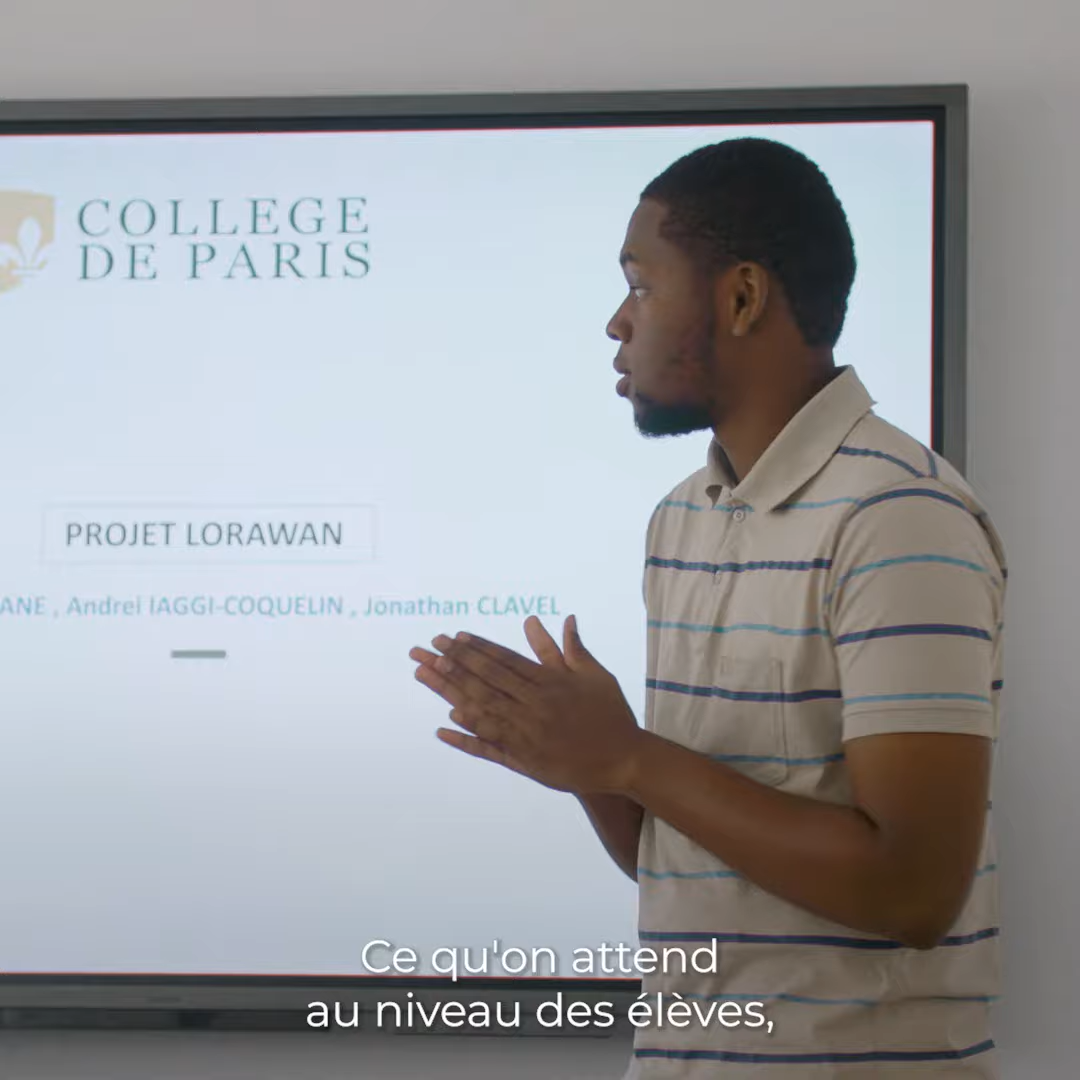 COLLEGE
DE PARIS
PROJET LORAWAN
ANE , Andrei IAGGI-COQUELIN , Jonathan CLAVEL
Ce qu'on attend
au niveau des élèves,